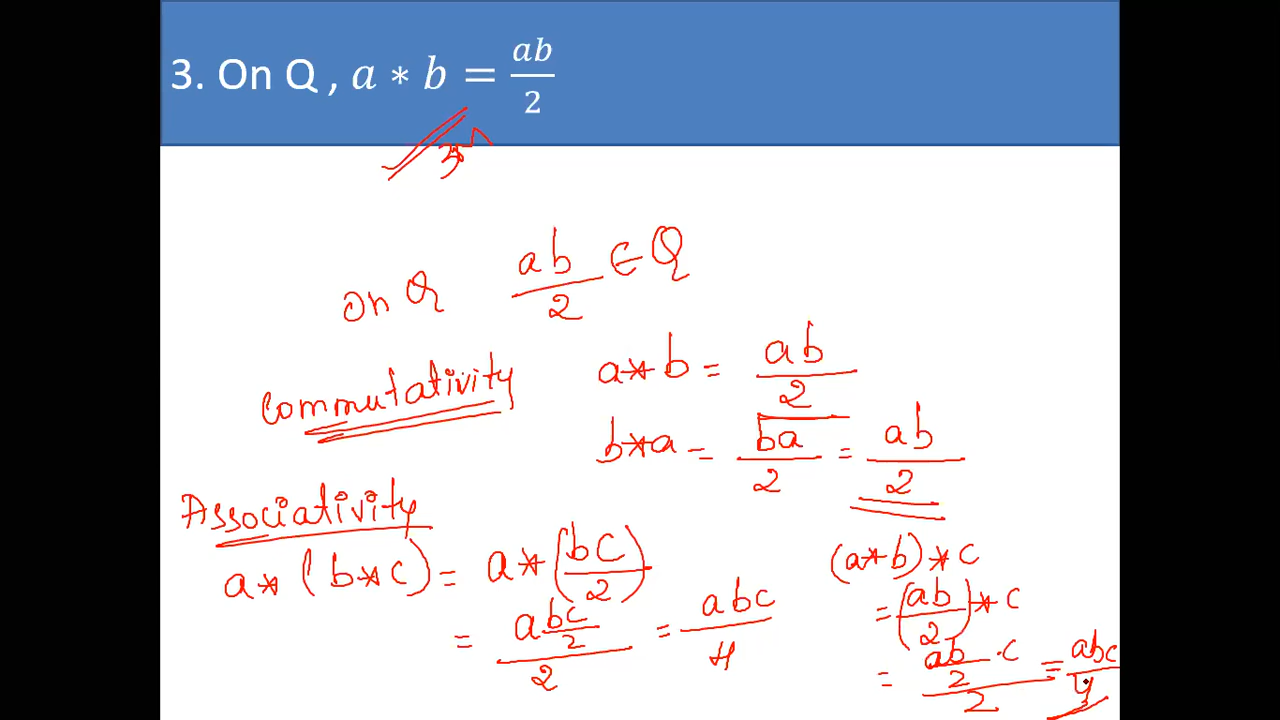 3. On Q , a ∗ b = ab/2
On Q ab/2 ∈ Q
Commutativity a * b = ab/2
b * a = ba/2 = ab/2
Associativity
a * (b * c) = a * (bc/2)
= (a bc/2)/2 = abc/4
(a * b) * c
= (ab/2) * c
= (ab/2 · c)/2 = abc/4